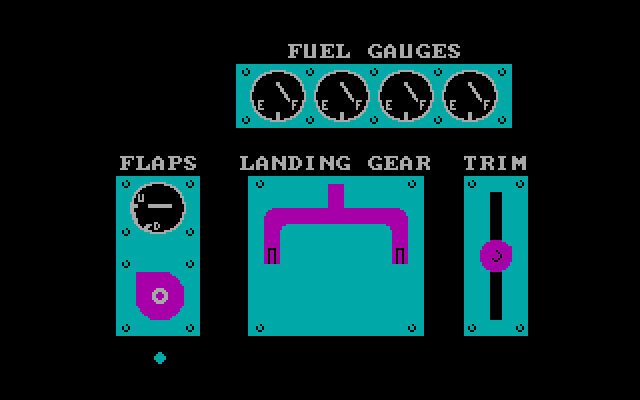 FUEL GAUGES
E F E F E F E F
FLAPS LANDING GEAR TRIM
U
D